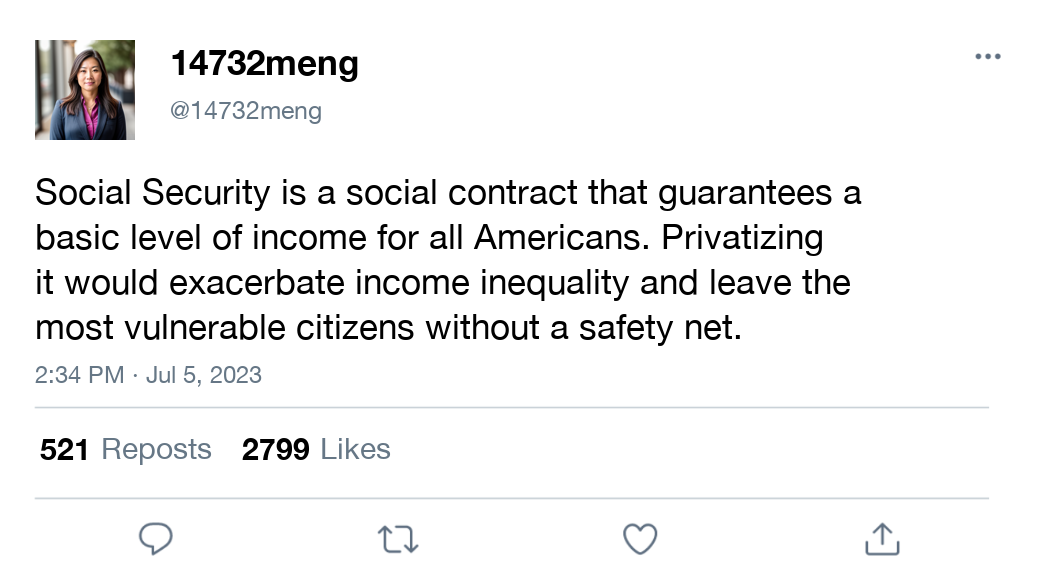 14732meng
@14732meng
Social Security is a social contract that guarantees a
basic level of income for all Americans. Privatizing
it would exacerbate income inequality and leave the
most vulnerable citizens without a safety net.
2:34 PM · Jul 5, 2023
521 Reposts 2799 Likes